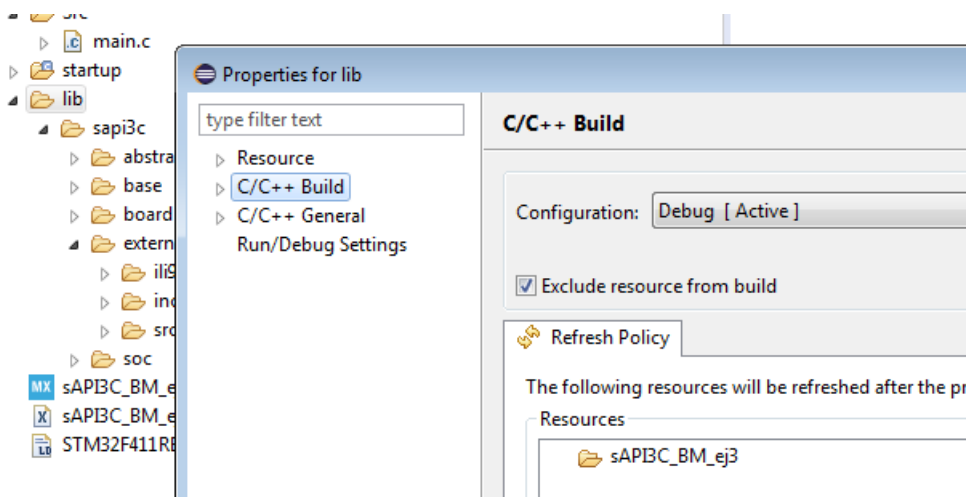 src
main.c
startup
lib
sapi3c
abstra
base
board
extern
ili9
inc
src
soc
MX sAPI3C_BM_e
X sAPI3C_BM_e
LD STM32F411RE
Properties for lib
type filter text
Resource
C/C++ Build
C/C++ General
Run/Debug Settings
C/C++ Build
Configuration: Debug [ Active ]
Exclude resource from build
Refresh Policy
The following resources will be refreshed after the pr
Resources
sAPI3C_BM_ej3